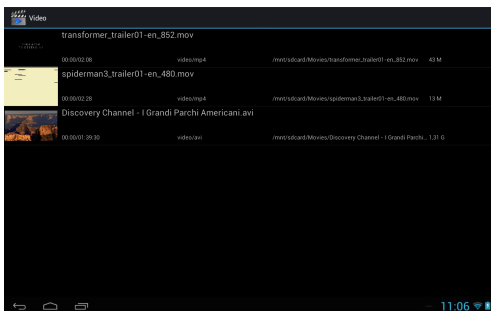 Video
transformer_trailer01-en_852.mov
00:00/02:08 video/mp4 /mnt/sdcard/Movies/transformer_trailer01-en_852.mov 43 M
spiderman3_trailer01-en_480.mov
00:00/02:28 video/mp4 /mnt/sdcard/Movies/spiderman3_trailer01-en_480.mov 13 M
Discovery Channel - I Grandi Parchi Americani.avi
00:00/01:39:30 video/avi /mnt/sdcard/Movies/Discovery Channel - I Grandi Parchi... 1,31 G
11:06